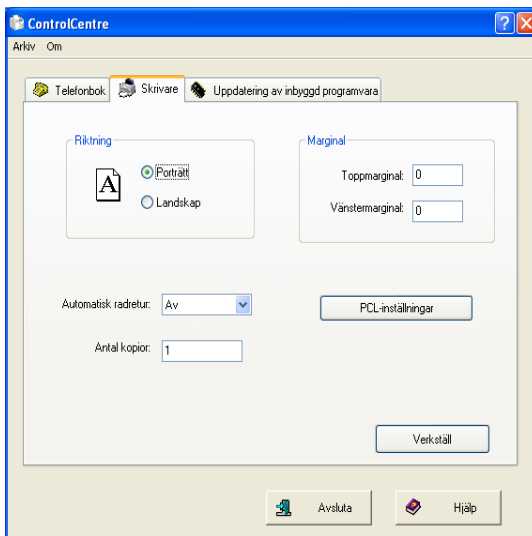 ControlCentre
Arkiv Om
Telefonbok Skrivare Uppdatering av inbyggd programvara
Riktning
A
Porträtt
Landskap
Marginal
Toppmarginal: 0
Vänstermarginal: 0
Automatisk radretur: Av
PCL-inställningar
Antal kopior: 1
Verkställ
Avsluta Hjälp